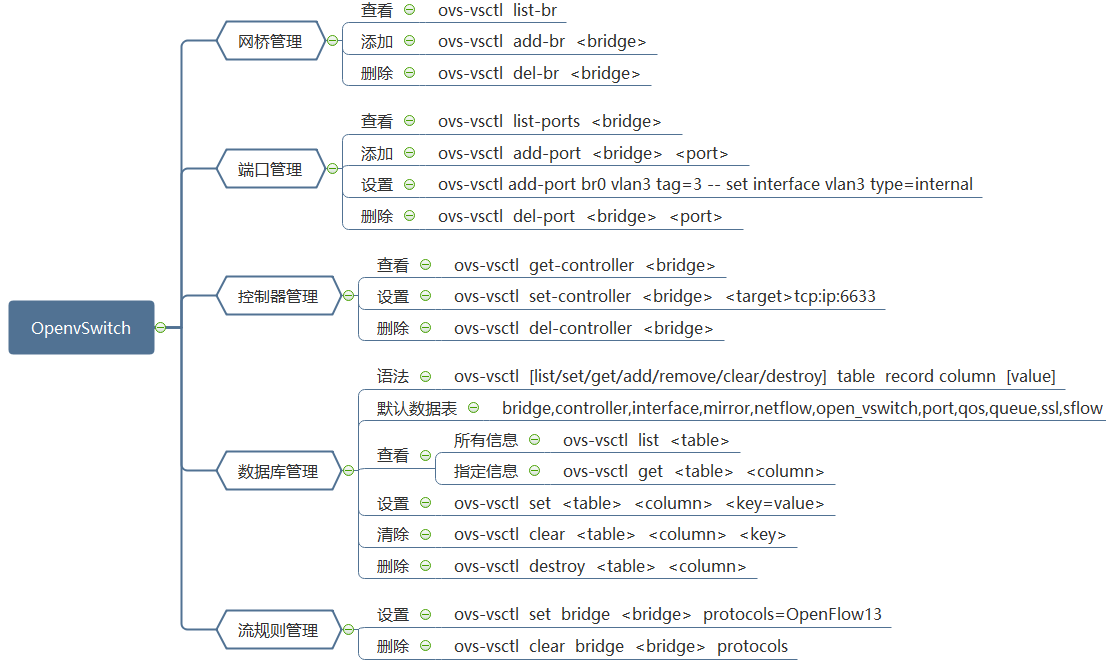 OpenvSwitch
网桥管理
查看 ovs-vsctl list-br
添加 ovs-vsctl add-br <bridge>
删除 ovs-vsctl del-br <bridge>
端口管理
查看 ovs-vsctl list-ports <bridge>
添加 ovs-vsctl add-port <bridge> <port>
设置 ovs-vsctl add-port br0 vlan3 tag=3 -- set interface vlan3 type=internal
删除 ovs-vsctl del-port <bridge> <port>
控制器管理
查看 ovs-vsctl get-controller <bridge>
设置 ovs-vsctl set-controller <bridge> <target>tcp:ip:6633
删除 ovs-vsctl del-controller <bridge>
数据库管理
语法 ovs-vsctl [list/set/get/add/remove/clear/destroy] table record column [value]
默认数据表 bridge,controller,interface,mirror,netflow,open_vswitch,port,qos,queue,ssl,sflow
查看
所有信息 ovs-vsctl list <table>
指定信息 ovs-vsctl get <table> <column>
设置 ovs-vsctl set <table> <column> <key=value>
清除 ovs-vsctl clear <table> <column> <key>
删除 ovs-vsctl destroy <table> <column>
流规则管理
设置 ovs-vsctl set bridge <bridge> protocols=OpenFlow13
删除 ovs-vsctl clear bridge <bridge> protocols